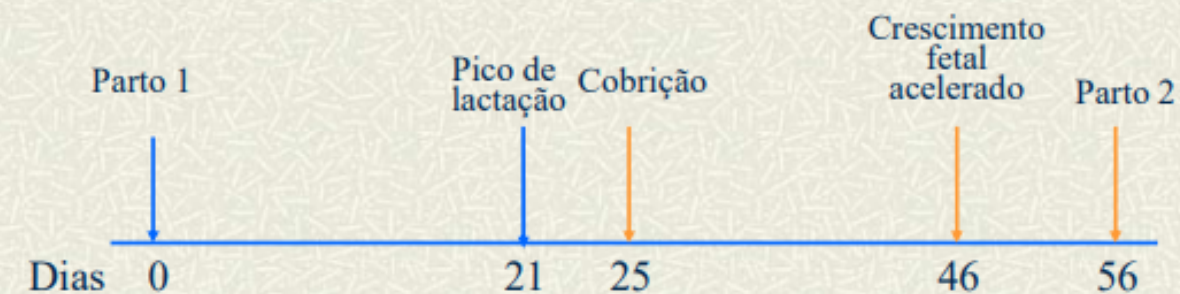 Parto 1
Pico de
lactação
Cobrição
Crescimento
fetal
acelerado
Parto 2
Dias 0 21 25 46 56